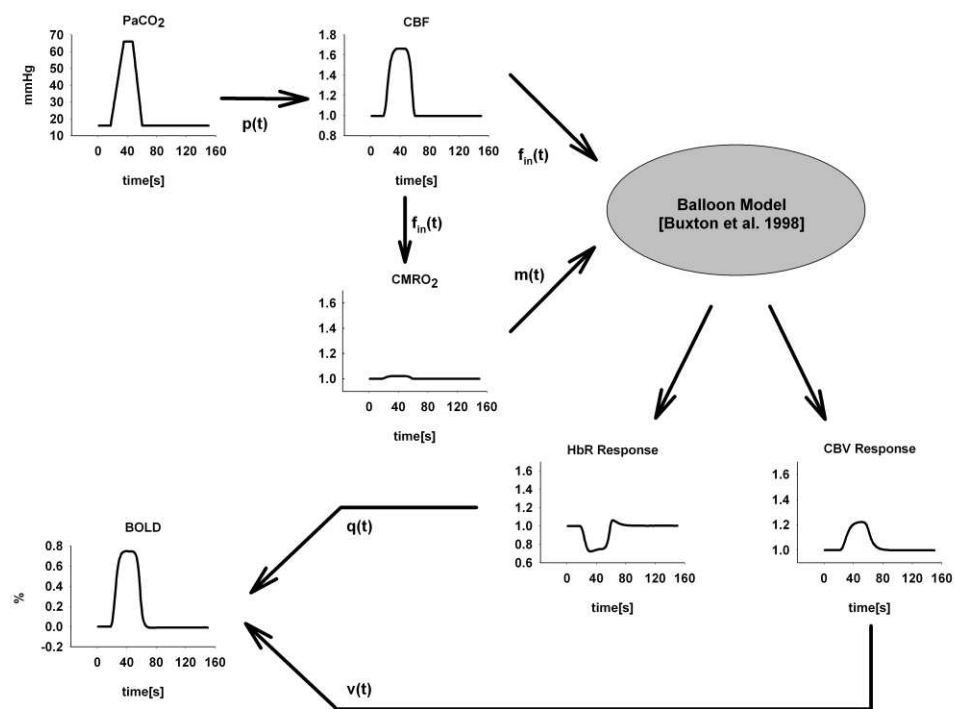 PaCO2
mmHg
70
60
50
40
30
20
10
0 40 80 120 160
time[s]
p(t)
CBF
1.8
1.6
1.4
1.2
1.0
0.8
0 40 80 120 160
time[s]
fin(t)
Balloon Model
[Buxton et al. 1998]
fin(t)
CMRO2
1.6
1.4
1.2
1.0
0 40 80 120 160
time[s]
m(t)
HbR Response
1.6
1.4
1.2
1.0
0.8
0.6
0 40 80 120 160
time[s]
CBV Response
1.6
1.4
1.2
1.0
0 40 80 120 160
time[s]
q(t)
BOLD
%
0.8
0.6
0.4
0.2
0.0
-0.2
0 40 80 120 160
time[s]
v(t)